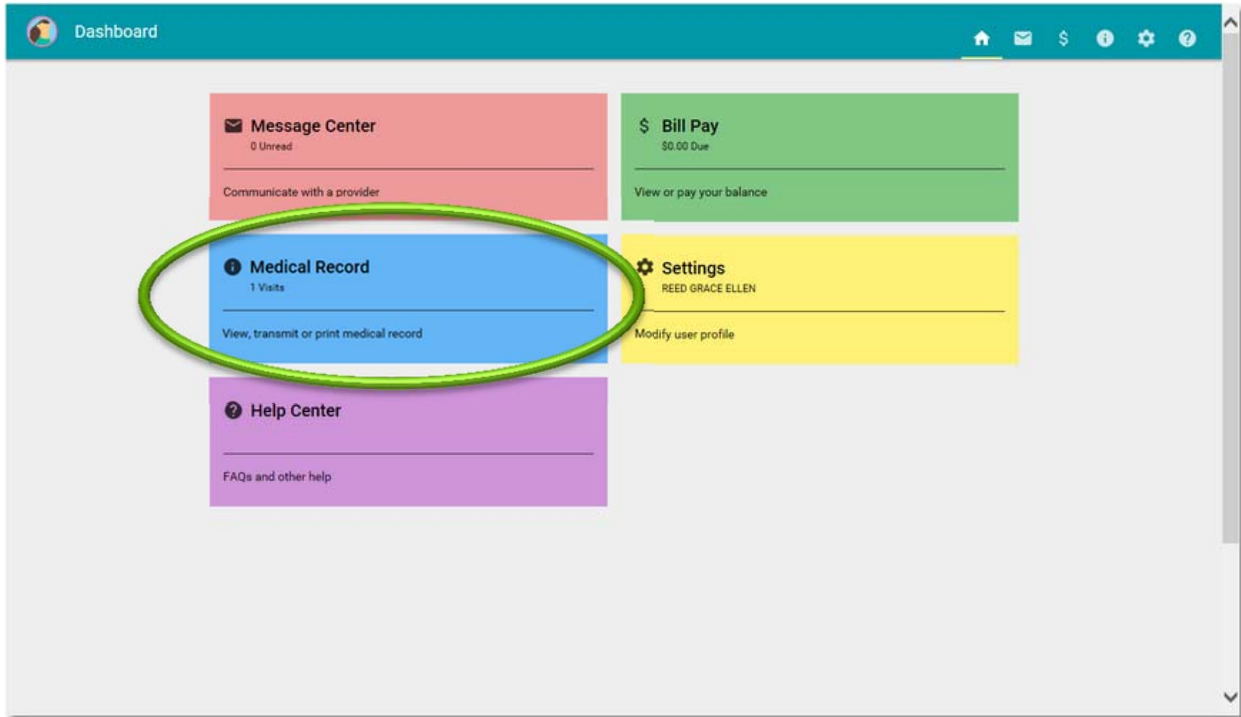 Dashboard
Message Center
0 Unread
Communicate with a provider
$ Bill Pay
$0.00 Due
View or pay your balance
Medical Record
1 Visits
View, transmit or print medical record
Settings
REED GRACE ELLEN
Modify user profile
Help Center
FAQs and other help